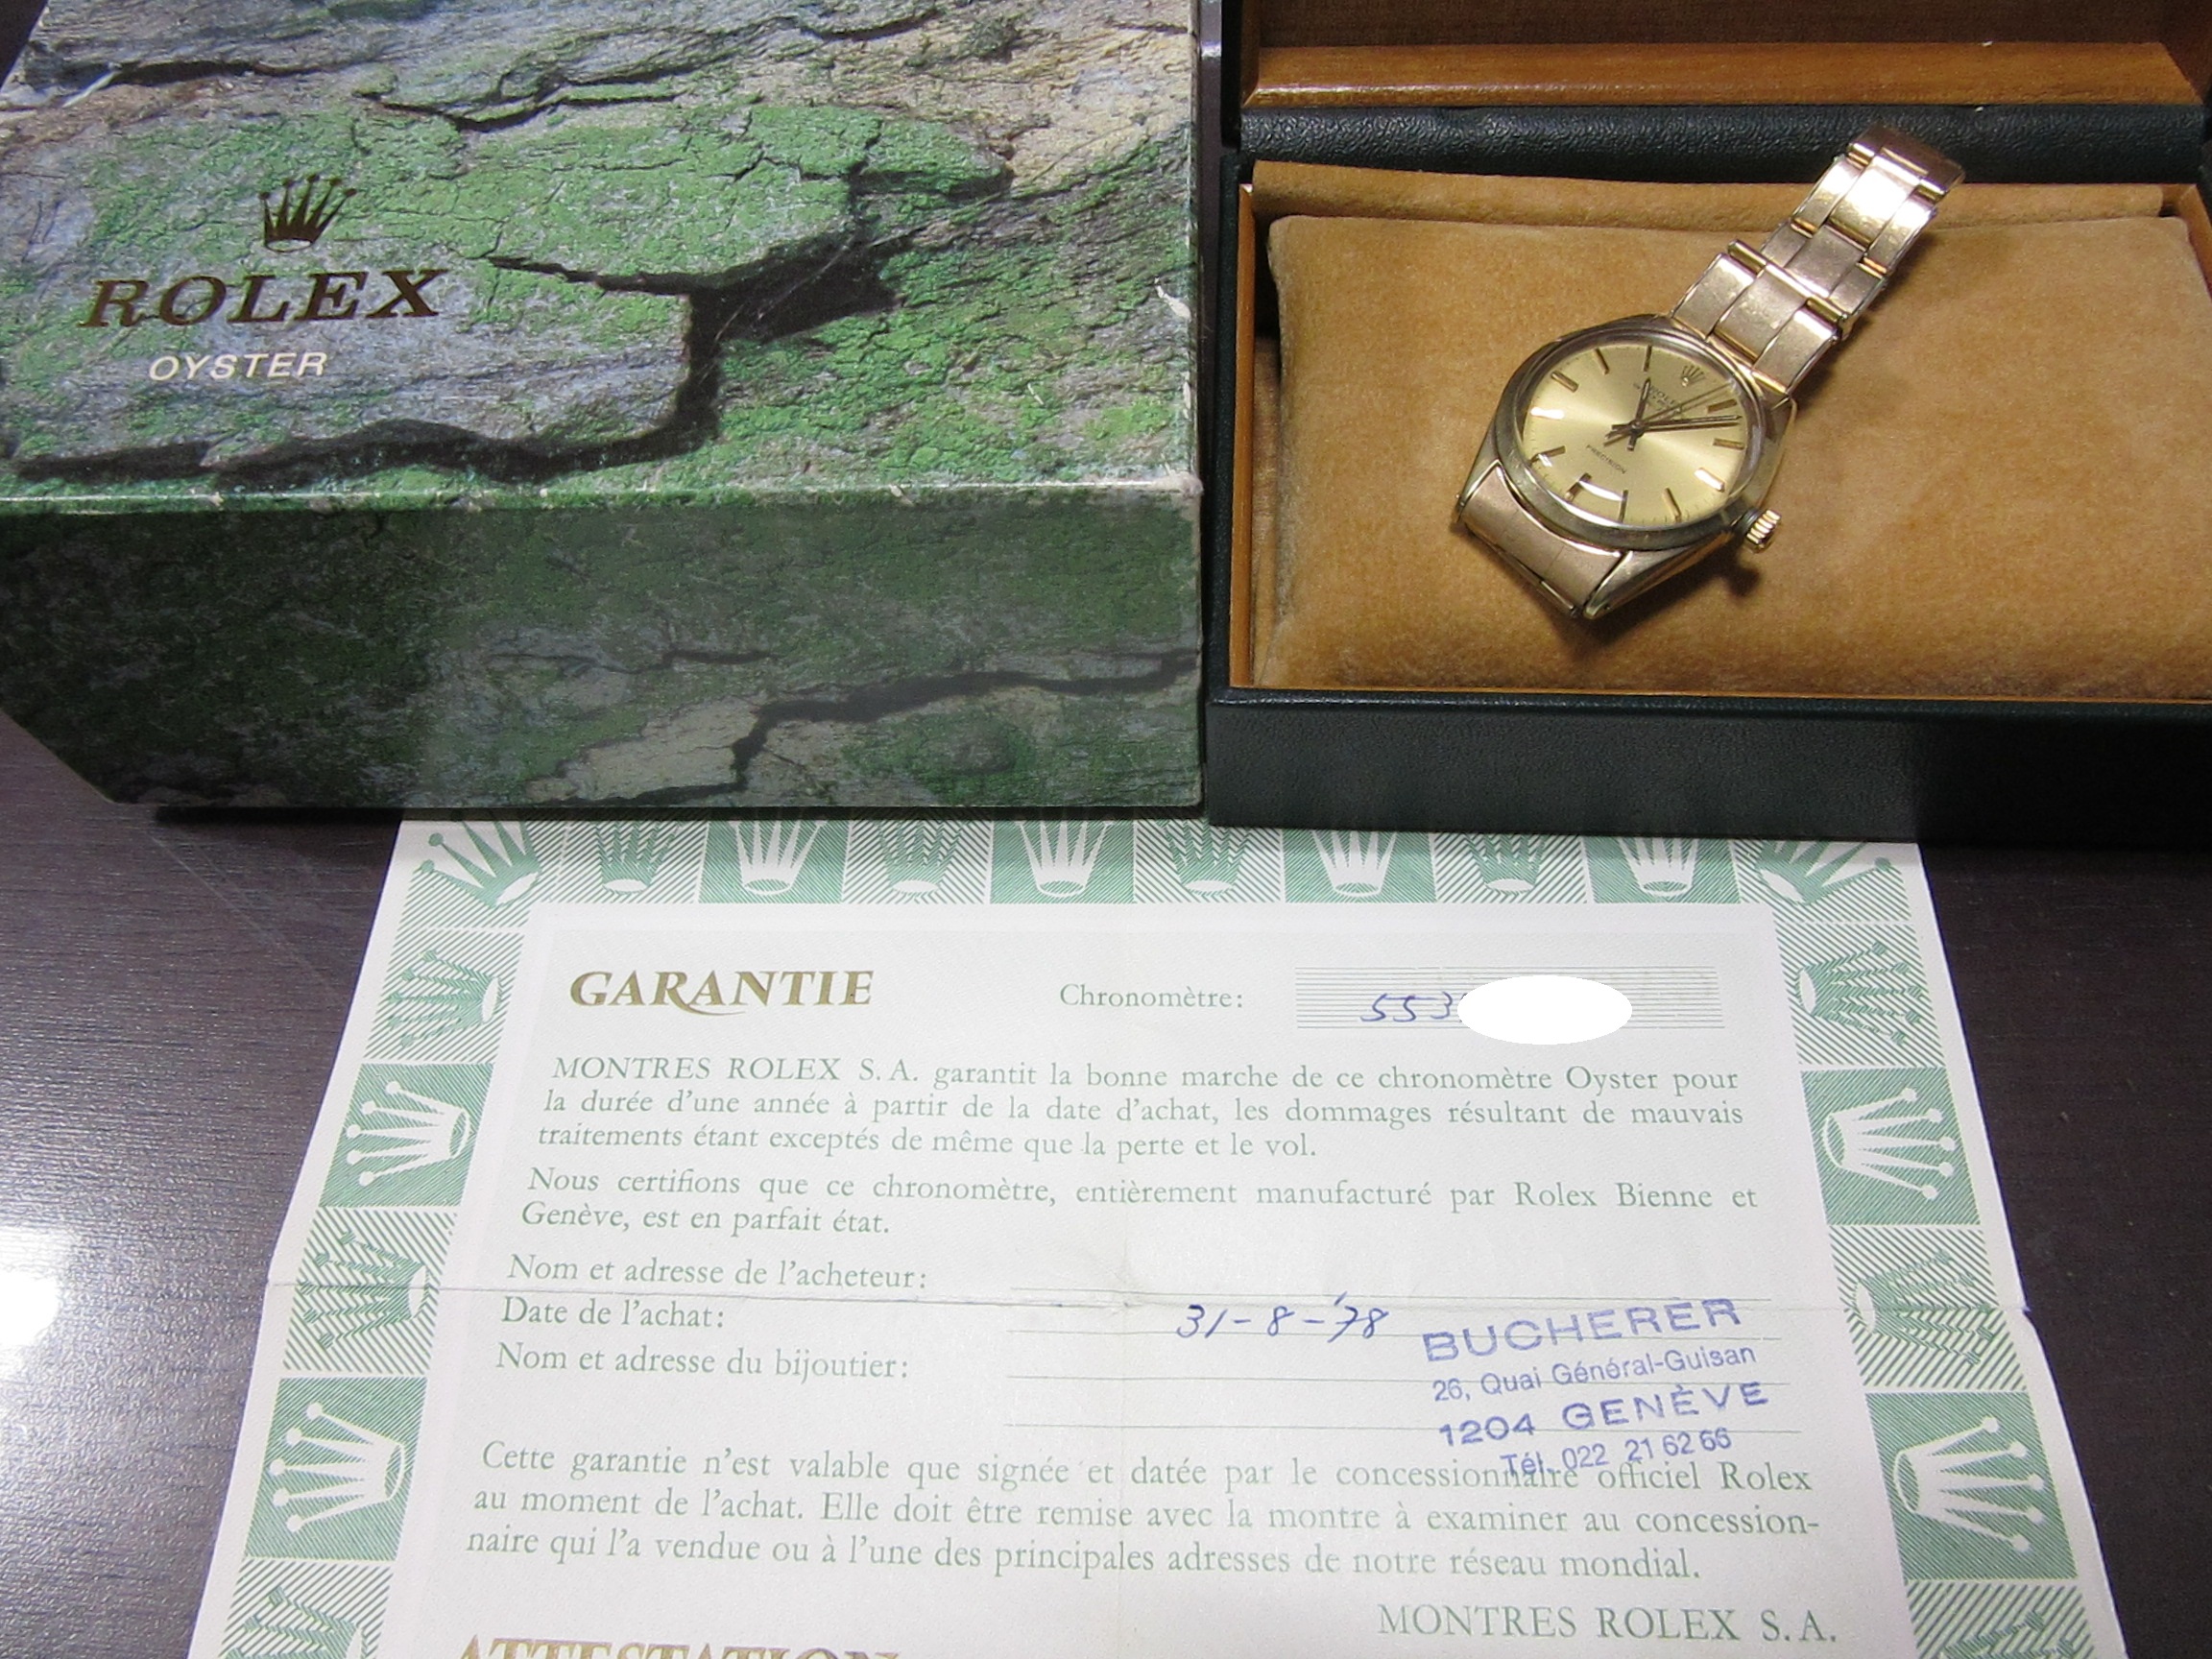 ROLEX
OYSTER
ROLEX
PRECISION
GARANTIE
Chronomètre: 553
MONTRES ROLEX S.A. garantit la bonne marche de ce chronomètre Oyster pour
la durée d'une année à partir de la date d'achat, les dommages résultant de mauvais
traitements étant exceptés de même que la perte et le vol.
Nous certifions que ce chronomètre, entièrement manufacturé par Rolex Bienne et
Genève, est en parfait état.
Nom et adresse de l'acheteur:
Date de l'achat: 31-8-'78
Nom et adresse du bijoutier:
BUCHERER
26, Quai Général-Guisan
1204 GENÈVE
Tél. 022 21 62 66
Cette garantie n'est valable que signée et datée par le concessionnaire officiel Rolex
au moment de l'achat. Elle doit être remise avec la montre à examiner au concession-
naire qui l'a vendue ou à l'une des principales adresses de notre réseau mondial.
MONTRES ROLEX S.A.
ATTESTATION